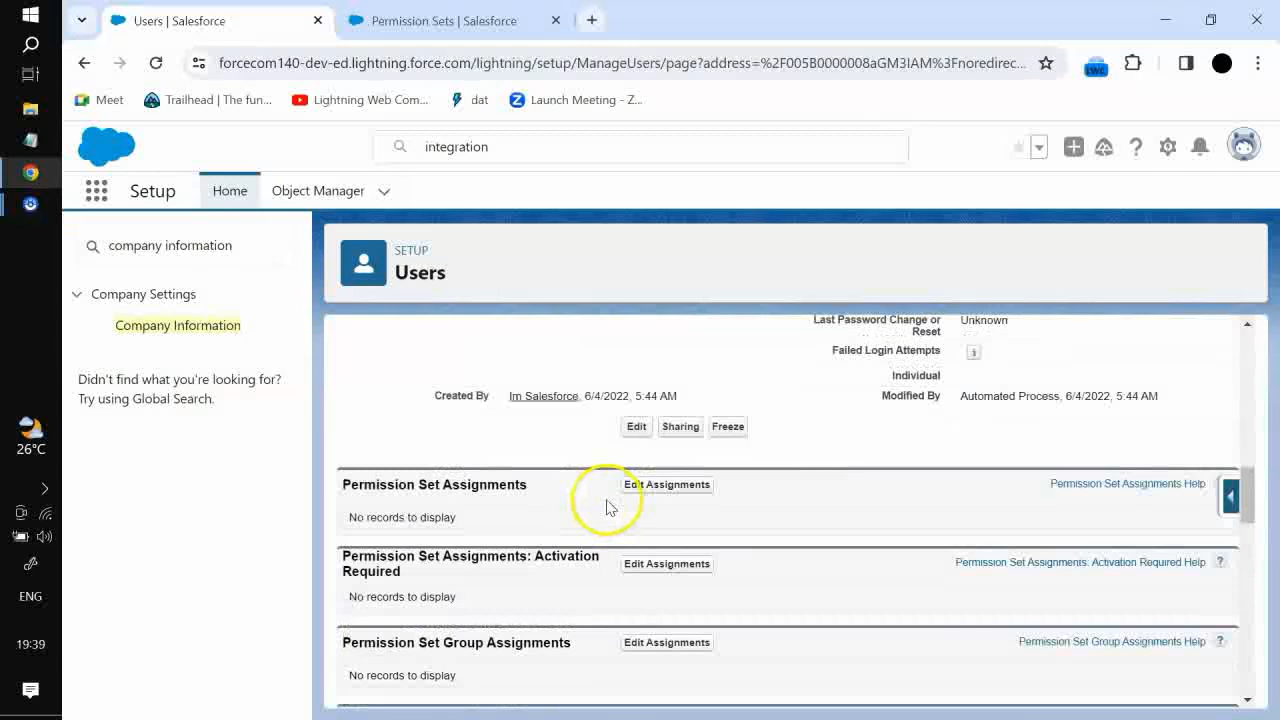 Users | Salesforce
Permission Sets | Salesforce
forcecom140-dev-ed.lightning.force.com/lightning/setup/ManageUsers/page?address=%2F005B0000008aGM3IAM%3Fnoredirec...
Meet
Trailhead | The fun...
Lightning Web Com...
dat
Launch Meeting - Z...
integration
Setup
Home
Object Manager
company information
Company Settings
Company Information
Didn't find what you're looking for?
Try using Global Search.
SETUP
Users
Last Password Change or Reset
Unknown
Failed Login Attempts
Individual
Created By
Im Salesforce, 6/4/2022, 5:44 AM
Modified By
Automated Process, 6/4/2022, 5:44 AM
Edit
Sharing
Freeze
Permission Set Assignments
Edit Assignments
Permission Set Assignments Help
No records to display
Permission Set Assignments: Activation
Required
Edit Assignments
Permission Set Assignments: Activation Required Help ?
No records to display
Permission Set Group Assignments
Edit Assignments
Permission Set Group Assignments Help ?
No records to display
26°C
ENG
19:39